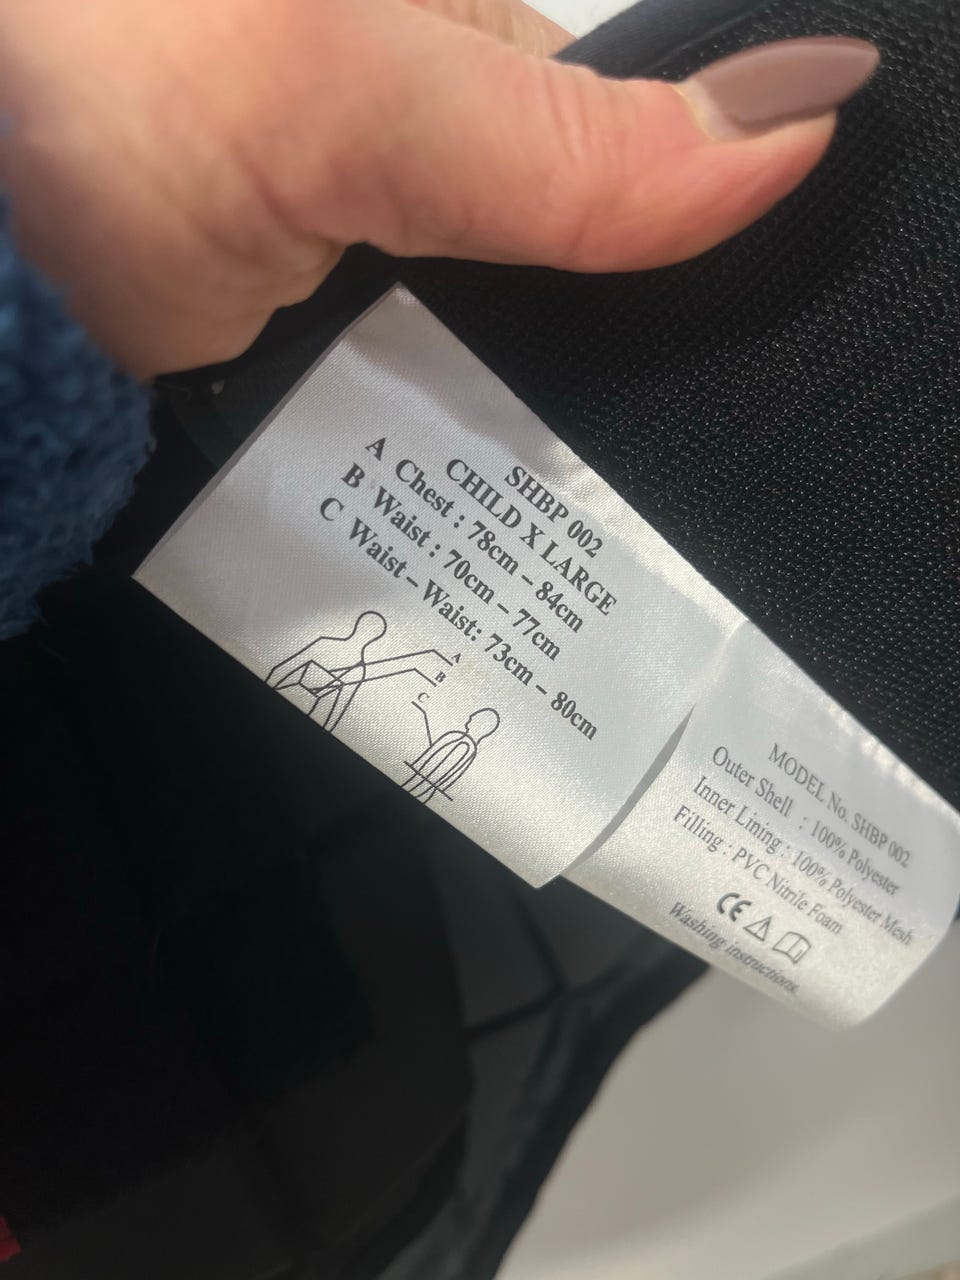 SHBP 002
CHILD X LARGE
A Chest : 78cm – 84cm
B Waist : 70cm – 77cm
C Waist – Waist: 73cm – 80cm
A
B
C
MODEL No. SHBP 002
Outer Shell : 100% Polyester
Inner Lining : 100% Polyester Mesh
Filling : PVC Nitrile Foam
CE
Washing instructions.